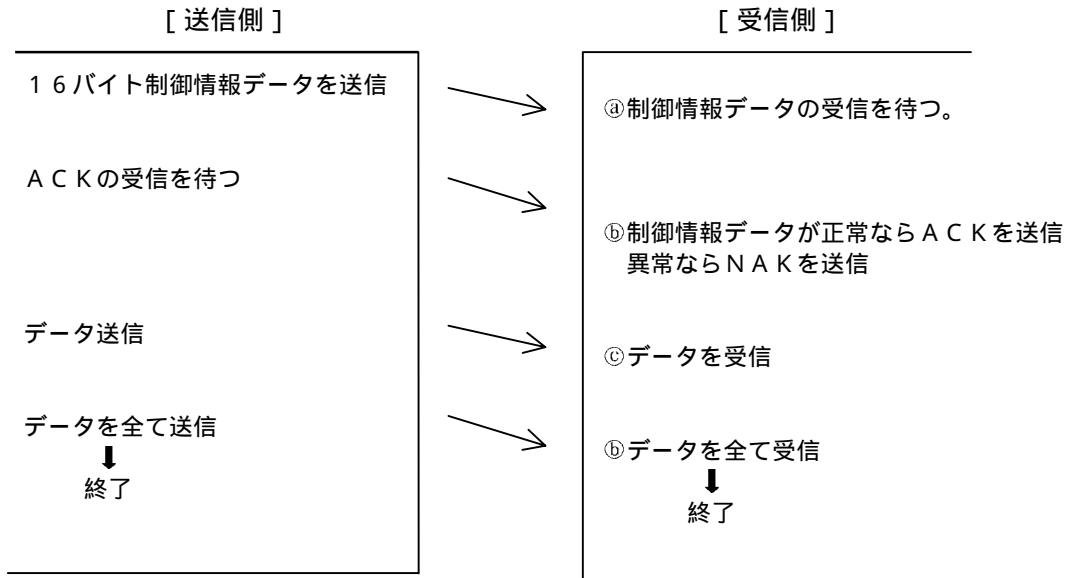 [ 送信側 ]
１６バイト制御情報データを送信
ＡＣＫの受信を待つ
データ送信
データを全て送信
⬇
終了
[ 受信側 ]
ⓐ制御情報データの受信を待つ。
ⓑ制御情報データが正常ならＡＣＫを送信
異常ならＮＡＫを送信
ⓒデータを受信
ⓑデータを全て受信
⬇
終了